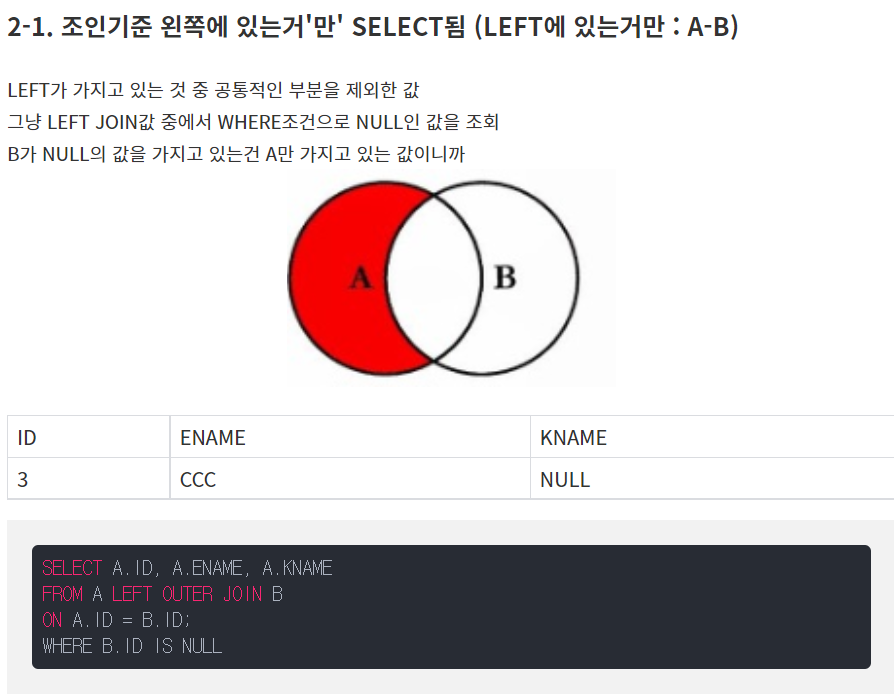 2-1. 조인기준 왼쪽에 있는거'만' SELECT됨 (LEFT에 있는거만 : A-B)
LEFT가 가지고 있는 것 중 공통적인 부분을 제외한 값
그냥 LEFT JOIN값 중에서 WHERE조건으로 NULL인 값을 조회
B가 NULL의 값을 가지고 있는건 A만 가지고 있는 값이니까
A B
ID ENAME KNAME
3 CCC NULL
SELECT A.ID, A.ENAME, A.KNAME
FROM A LEFT OUTER JOIN B
ON A.ID = B.ID;
WHERE B.ID IS NULL